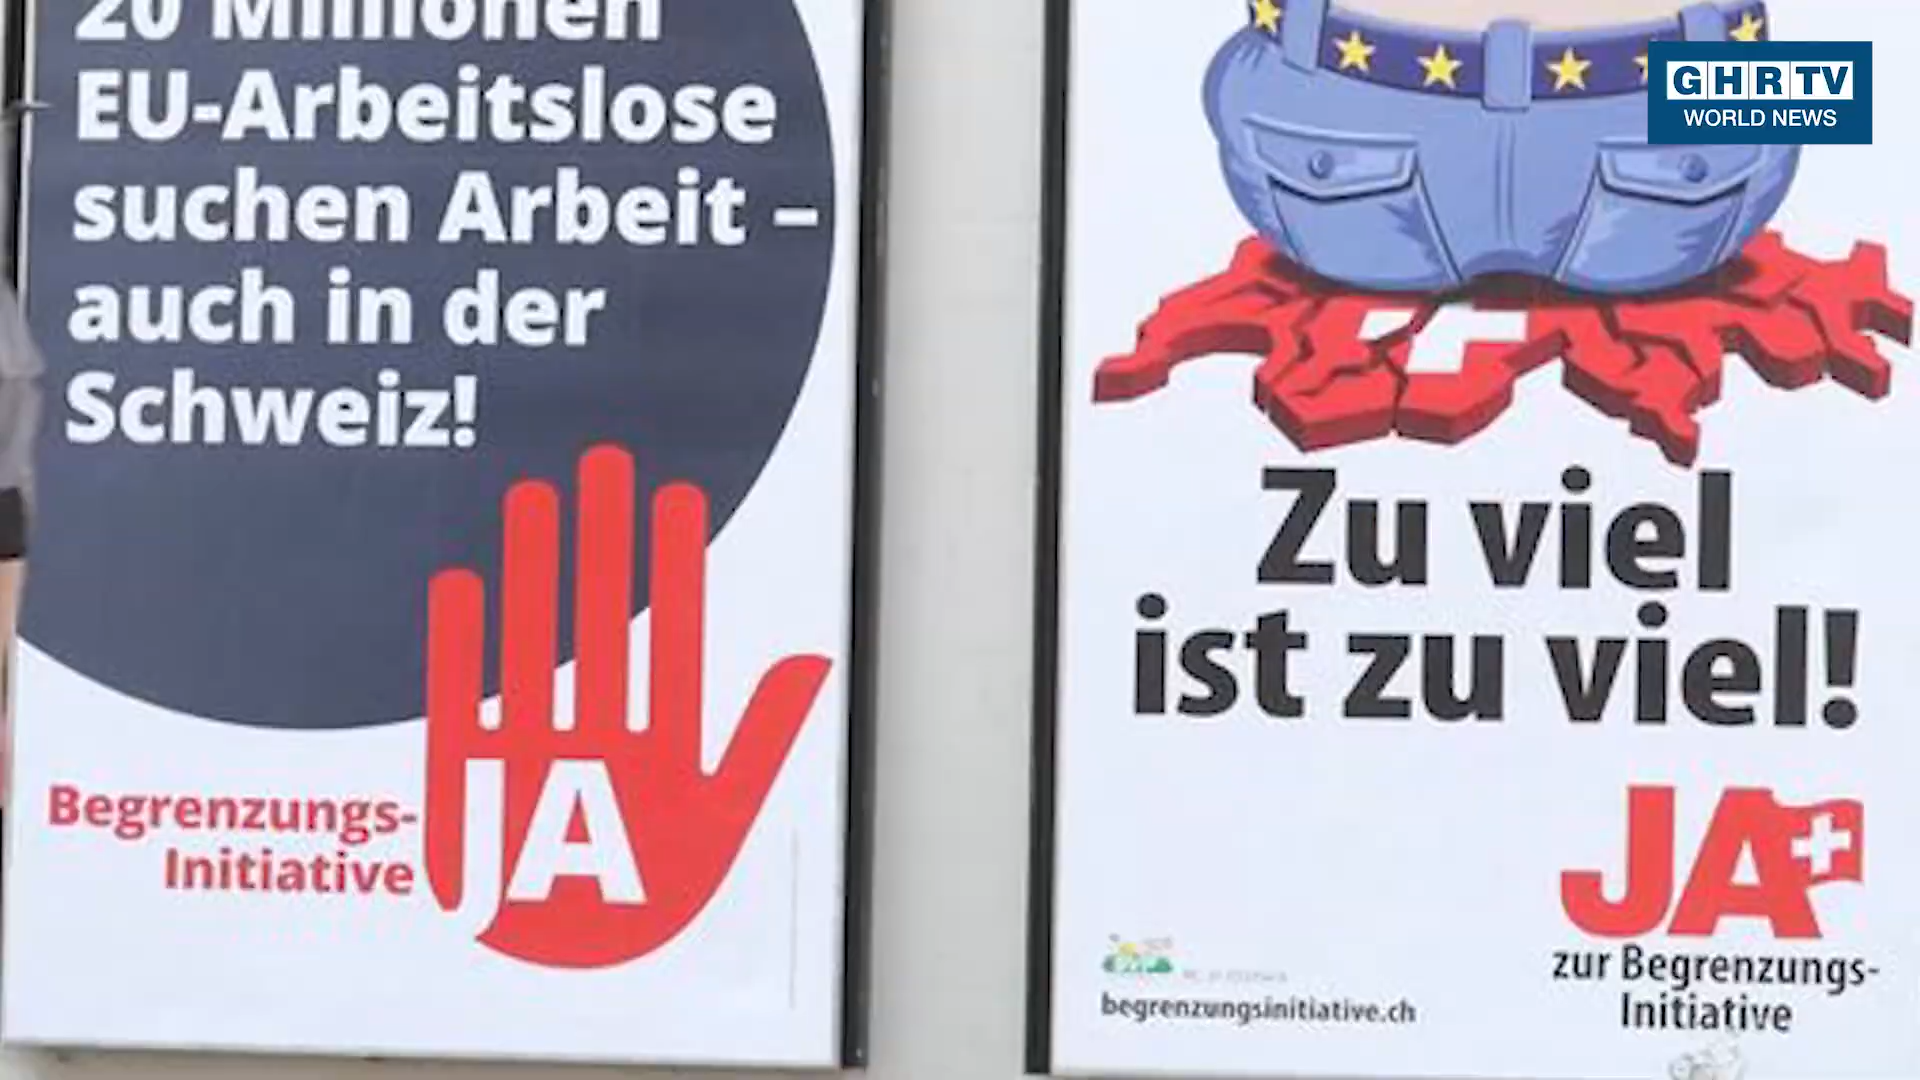 20 Millionen
EU-Arbeitslose
suchen Arbeit –
auch in der
Schweiz!
JA
Begrenzungs-
Initiative
GHR TV
WORLD NEWS
Zu viel
ist zu viel!
JA
zur Begrenzungs-
Initiative
SVP
begrenzungsinitiative.ch